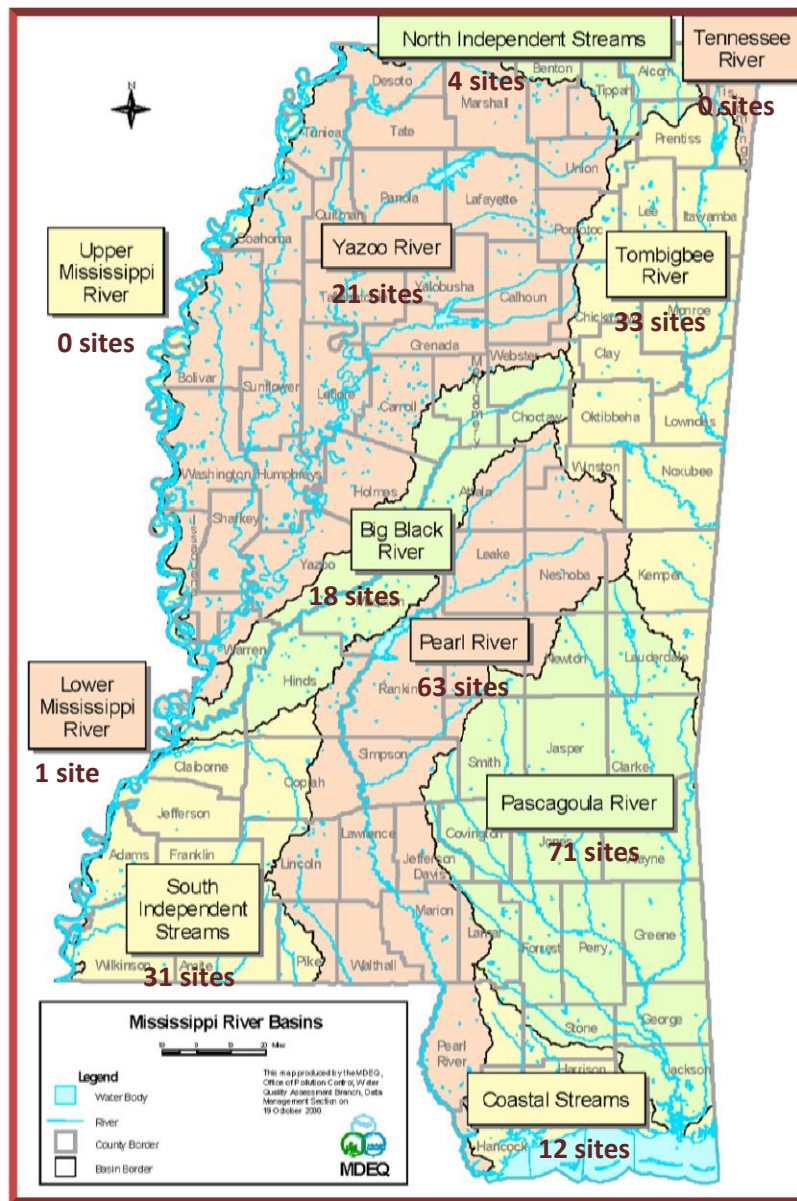 North Independent Streams
4 sites
Tennessee
River
0 sites
N
Desoto
Benton
Marshall
Tippah
Alcorn
Tunica
Tate
Prentiss
Union
Panola
Lafayette
Quitman
Coahoma
Lee
Itawamba
Upper
Mississippi
River
0 sites
Yazoo River
21 sites
Tombigbee
River
33 sites
Yalobusha
Calhoun
Monroe
Grenada
Clay
Webster
Bolivar
Sunflower
Leflore
Carroll
Choctaw
Oktibbeha
Lowndes
Washington
Humphreys
Winston
Noxubee
Holmes
Attala
Sharkey
Issaquena
Big Black
River
18 sites
Yazoo
Leake
Neshoba
Kemper
Warren
Pearl River
63 sites
Newton
Lauderdale
Hinds
Lower
Mississippi
River
1 site
Simpson
Smith
Jasper
Clarke
Claiborne
Copiah
Jefferson
Pascagoula River
71 sites
Adams
Franklin
Lincoln
Lawrence
Jefferson
Davis
Covington
South
Independent
Streams
31 sites
Marion
Lamar
Forrest
Perry
Greene
Wilkinson
Pike
Walthall
Stone
George
Pearl
River
Jackson
Coastal Streams
12 sites
Hancock
Mississippi River Basins
Legend
Water Body
River
County Border
Basin Border
This map produced by the MDEQ,
Office of Pollution Control, Water
Quality Assessment Branch, Data
Management Section on
19 October 2000.
MDEQ